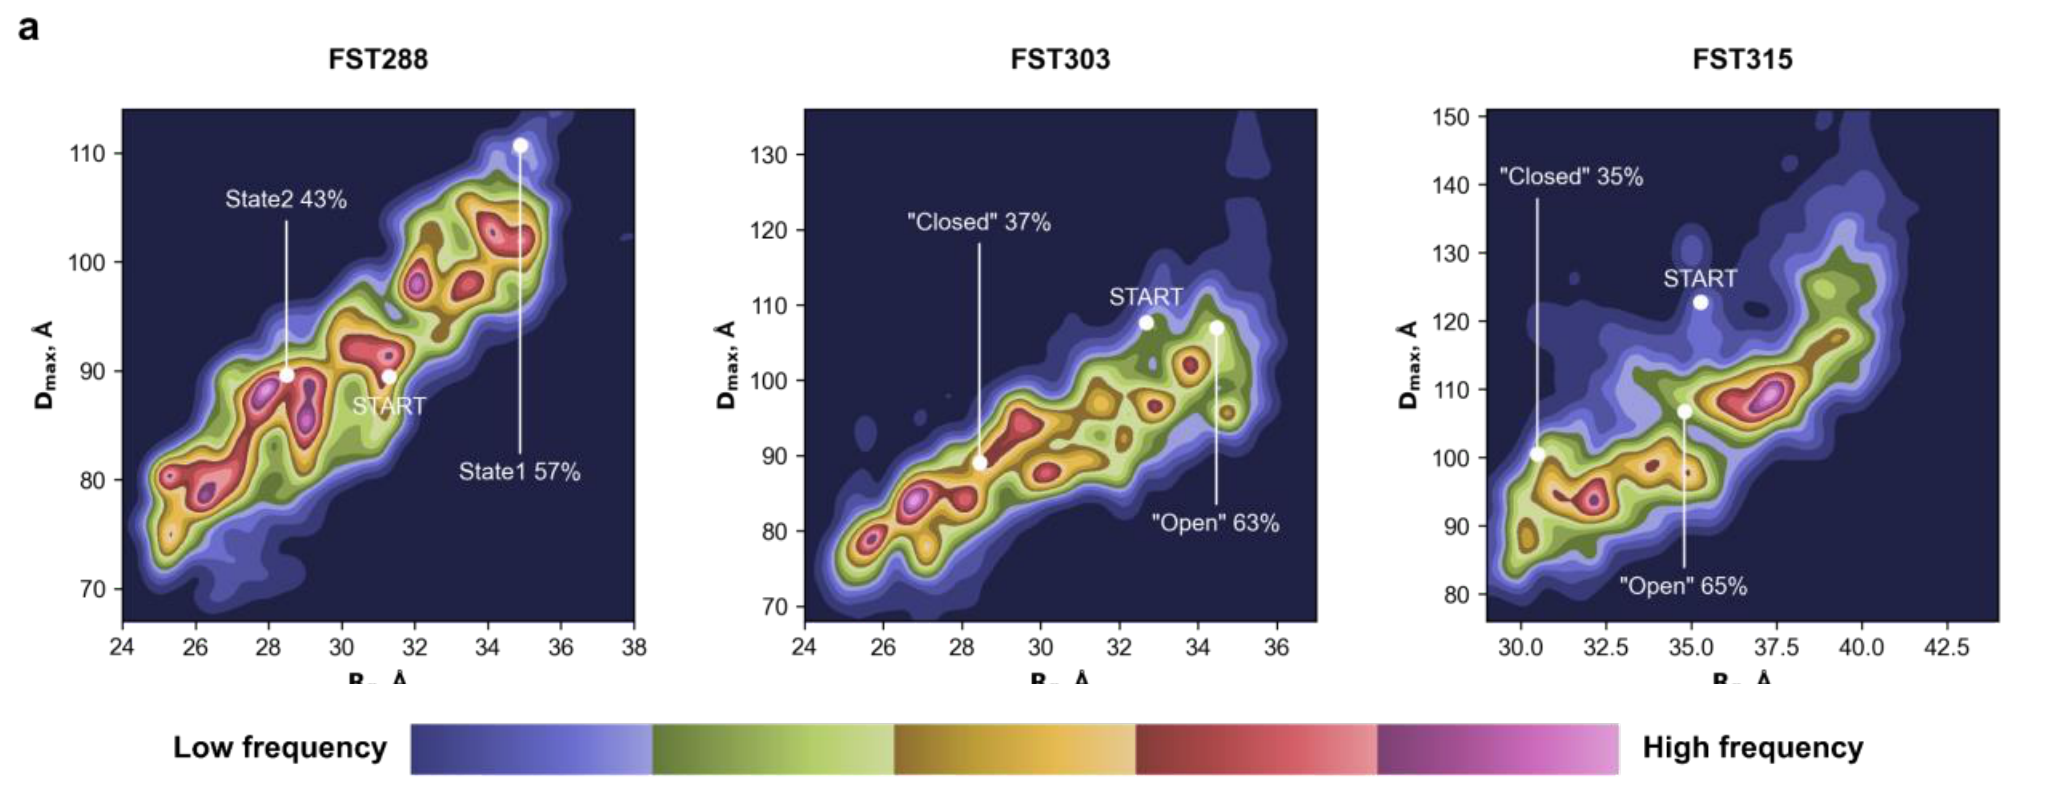 a
FST288
FST303
FST315
Dmax, Å
110
100
90
80
70
24 26 28 30 32 34 36 38
State2 43%
START
State1 57%
Dmax, Å
130
120
110
100
90
80
70
24 26 28 30 32 34 36
"Closed" 37%
START
"Open" 63%
Dmax, Å
150
140
130
120
110
100
90
80
30.0 32.5 35.0 37.5 40.0 42.5
"Closed" 35%
START
"Open" 65%
Low frequency
High frequency